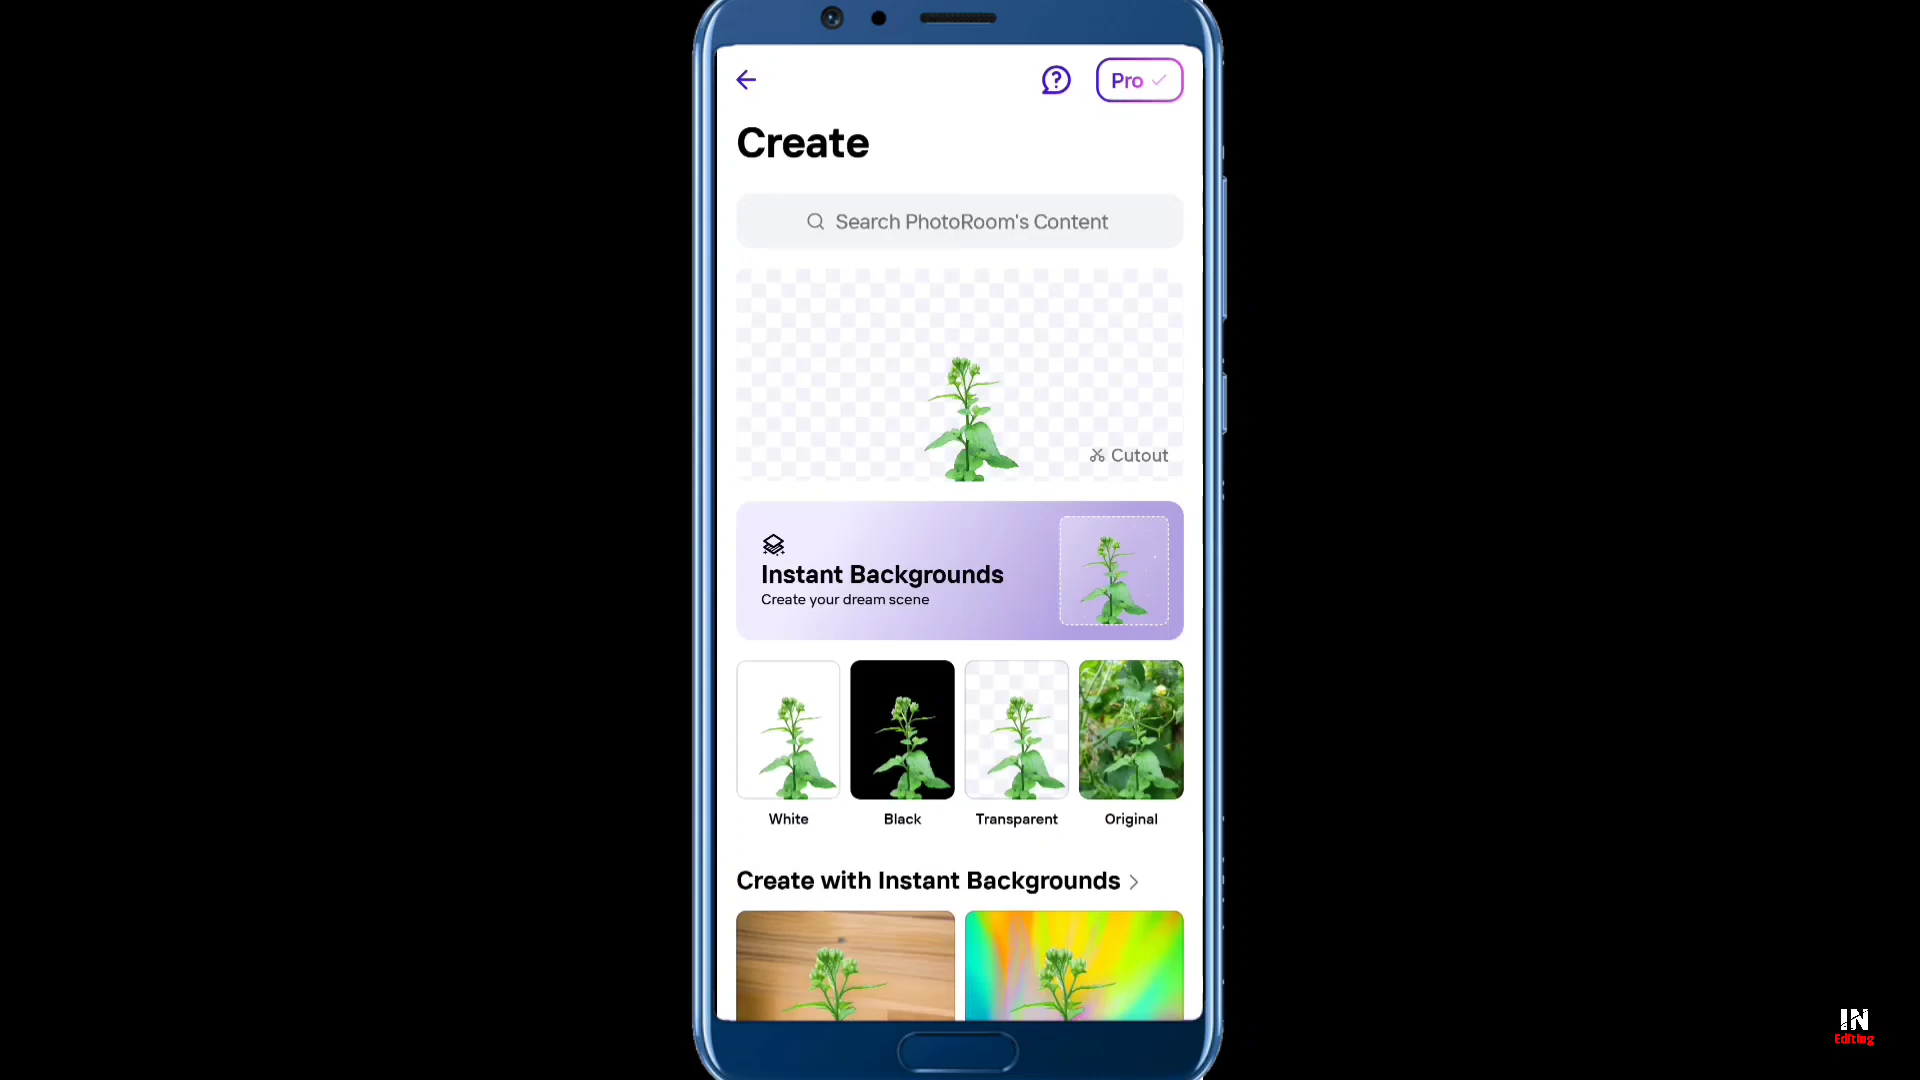 Pro
Create
Search PhotoRoom's Content
Cutout
Instant Backgrounds
Create your dream scene
White
Black
Transparent
Original
Create with Instant Backgrounds
IN
Editing